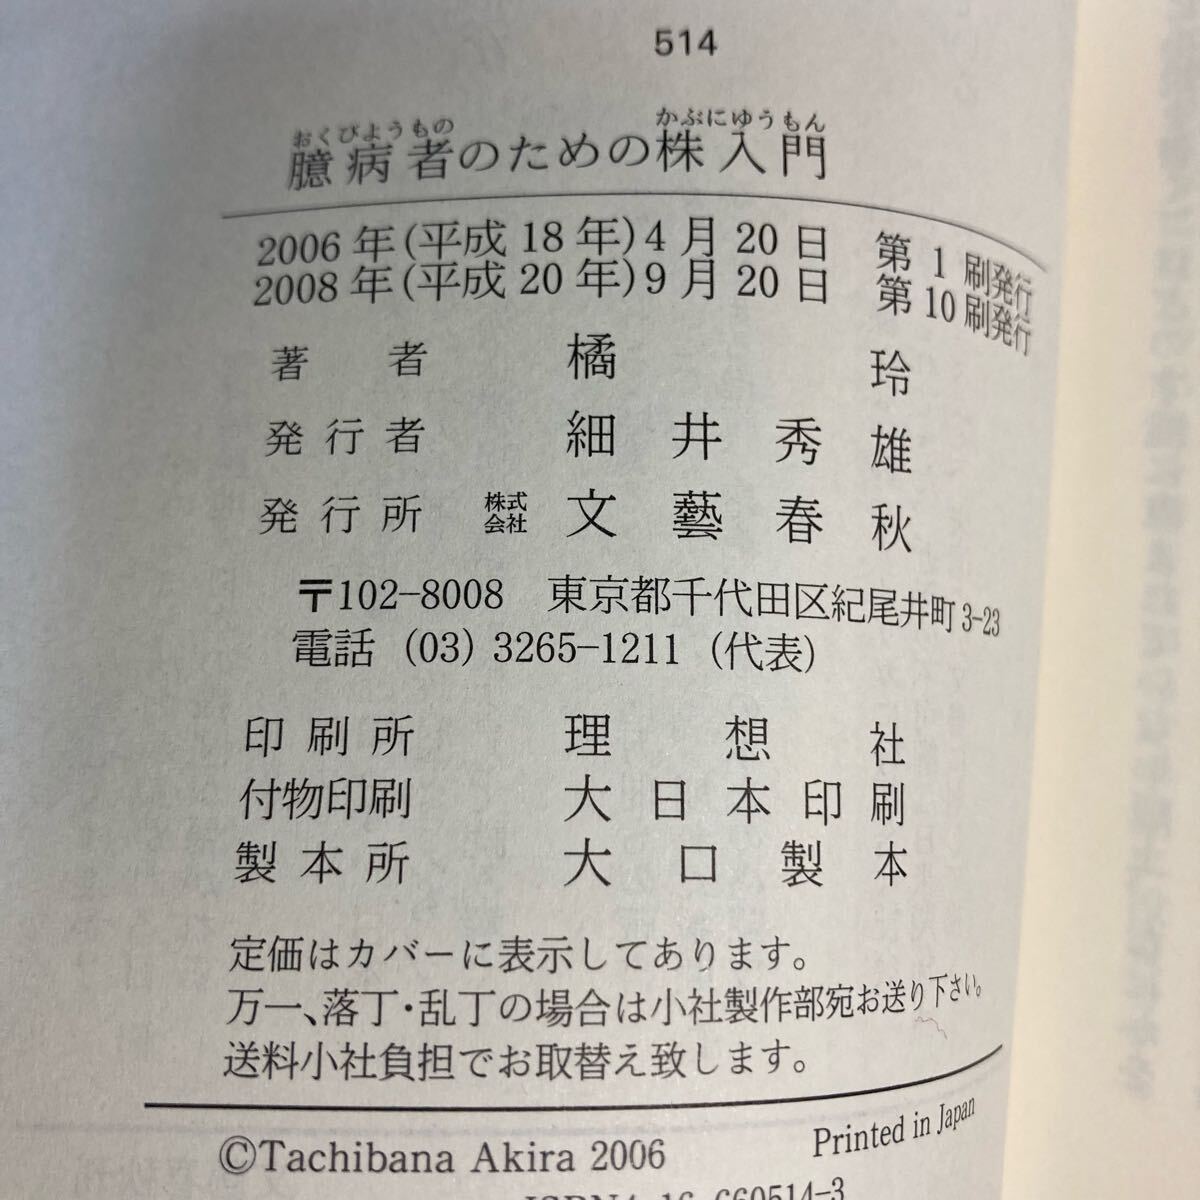 514
おくびようもの かぶにゆうもん
臆病者のための株入門
2006年(平成18年)4月20日 第1刷発行
2008年(平成20年)9月20日 第10刷発行
著者 橘玲
発行者 細井秀雄
発行所 株式会社 文藝春秋
〒102-8008 東京都千代田区紀尾井町3-23
電話 (03) 3265-1211 (代表)
印刷所 理想社
付物印刷 大日本印刷
製本所 大口製本
定価はカバーに表示してあります。
万一、落丁・乱丁の場合は小社製作部宛お送り下さい。
送料小社負担でお取替え致します。
©Tachibana Akira 2006 Printed in Japan
ISBN4-16-660514-3